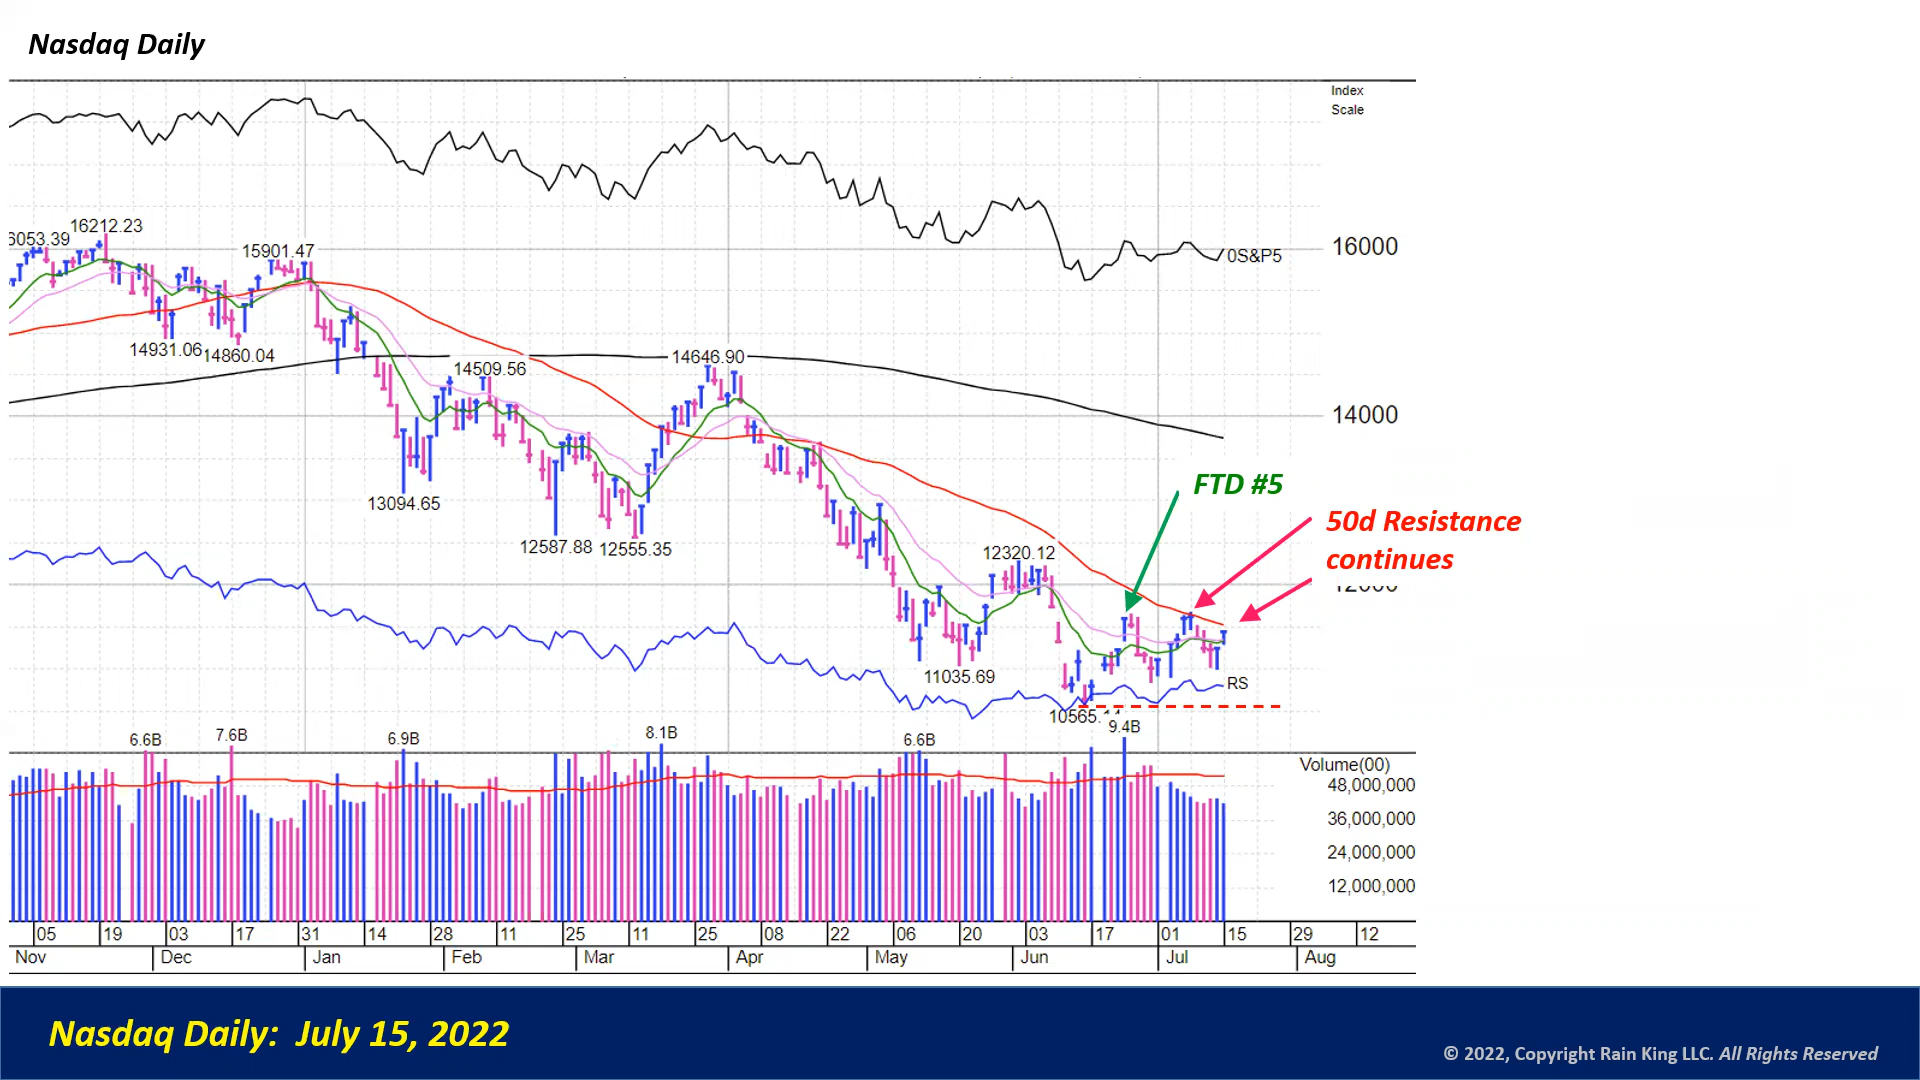 Nasdaq Daily
Index
Scale
16212.23
6053.39
15901.47
16000
0S&P5
14931.06
14860.04
14509.56
14646.90
14000
13094.65
12587.88
12555.35
FTD #5
50d Resistance
continues
12320.12
12000
11035.69
RS
10565.14
9.4B
6.6B
7.6B
6.9B
8.1B
6.6B
Volume(00)
48,000,000
36,000,000
24,000,000
12,000,000
05 19 03 17 31 14 28 11 25 11 25 08 22 06 20 03 17 01 15 29 12
Nov Dec Jan Feb Mar Apr May Jun Jul Aug
Nasdaq Daily: July 15, 2022
© 2022, Copyright Rain King LLC. All Rights Reserved